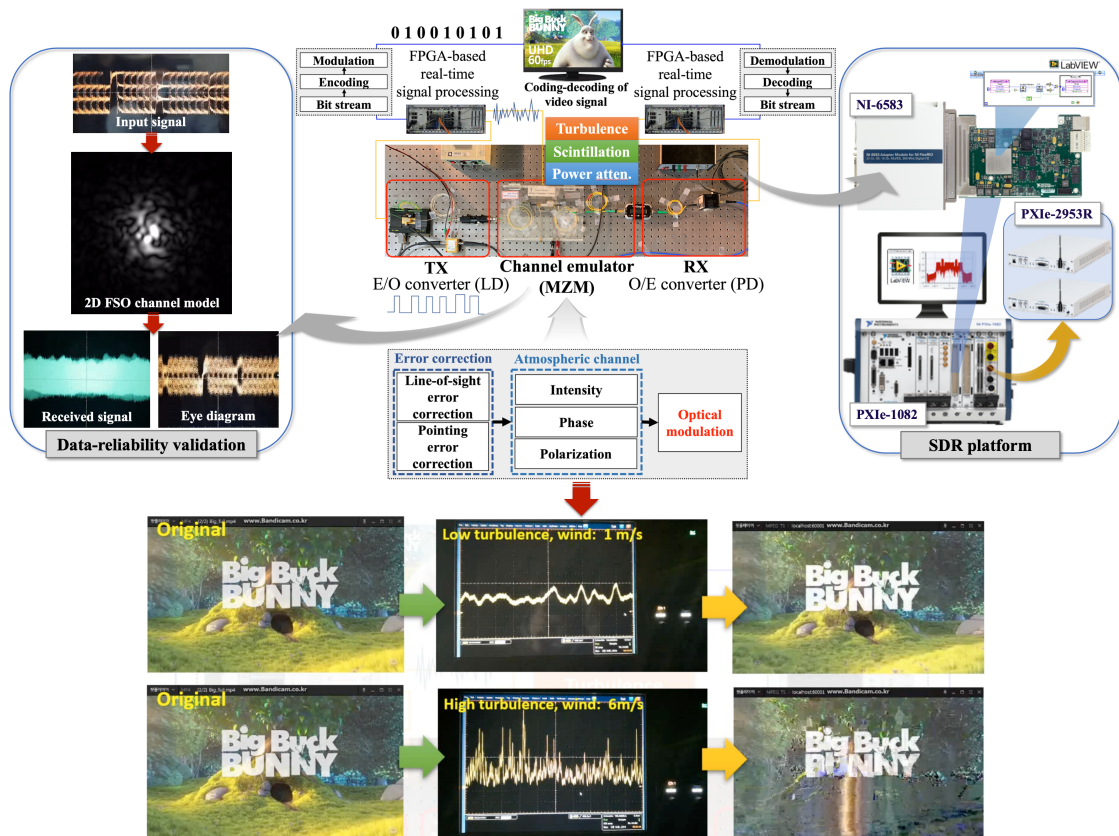 0 1 0 0 1 0 1 0 1
Big Buck
BUNNY
UHD
60fps
Coding-decoding of
video signal
Modulation
Encoding
Bit stream
FPGA-based
real-time
signal processing
FPGA-based
real-time
signal processing
Demodulation
Decoding
Bit stream
Turbulence
Scintillation
Power atten.
TX
E/O converter (LD)
Channel emulator
(MZM)
RX
O/E converter (PD)
Input signal
2D FSO channel model
Received signal
Eye diagram
Data-reliability validation
LabVIEW
NI-6583
PXIe-2953R
LabVIEW
PXIe-1082
SDR platform
Error correction
Line-of-sight
error
correction
Pointing
error
correction
Atmospheric channel
Intensity
Phase
Polarization
Optical
modulation
Original
www.Bandicam.co.kr
Big Buck
BUNNY
Low turbulence, wind: 1 m/s
localhost:60001 www.Bandicam.co.kr
Big Buck
BUNNY
Original
www.Bandicam.co.kr
Big Buck
BUNNY
High turbulence, wind: 6m/s
localhost:60001 www.Bandicam.co.kr
Big Buck
BUNNY
Turbulence